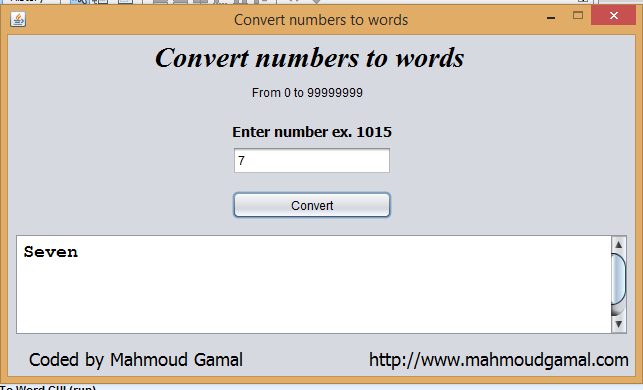 Convert numbers to words
Convert numbers to words
From 0 to 99999999
Enter number ex. 1015
7
Convert
Seven
Coded by Mahmoud Gamal
http://www.mahmoudgamal.com
To Word GUI (run)